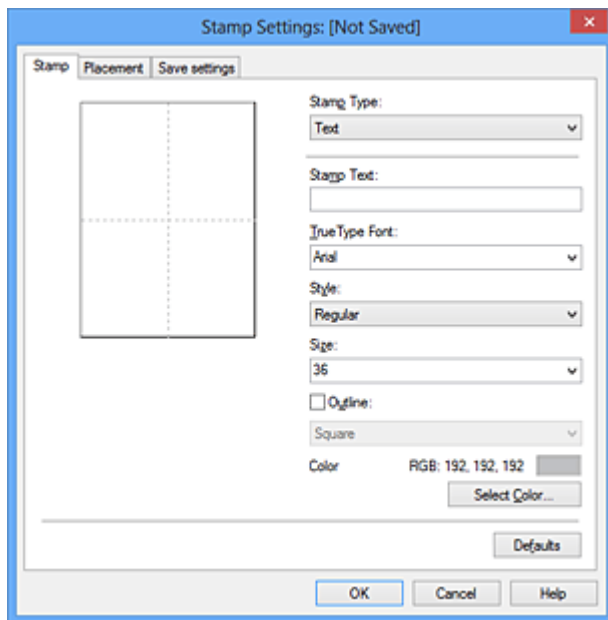 Stamp Settings: [Not Saved]
Stamp Placement Save settings
Stamp Type:
Text
Stamp Text:
TrueType Font:
Arial
Style:
Regular
Size:
36
Outline:
Square
Color RGB: 192, 192, 192
Select Color...
Defaults
OK Cancel Help